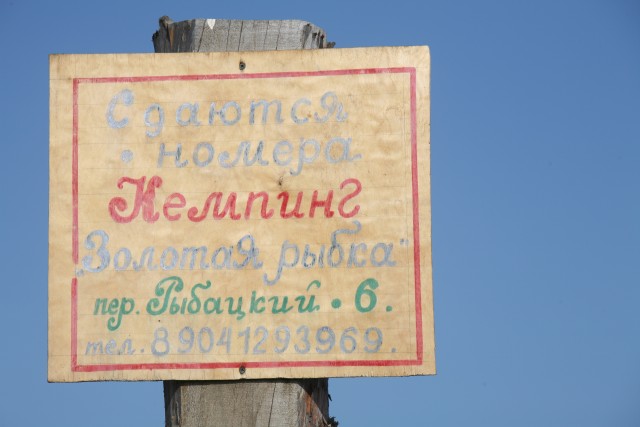 Сдаются
• номера
Кемпинг
„Золотая рыбка"
пер. Рыбацкий • 6.
тел. 89041293969.